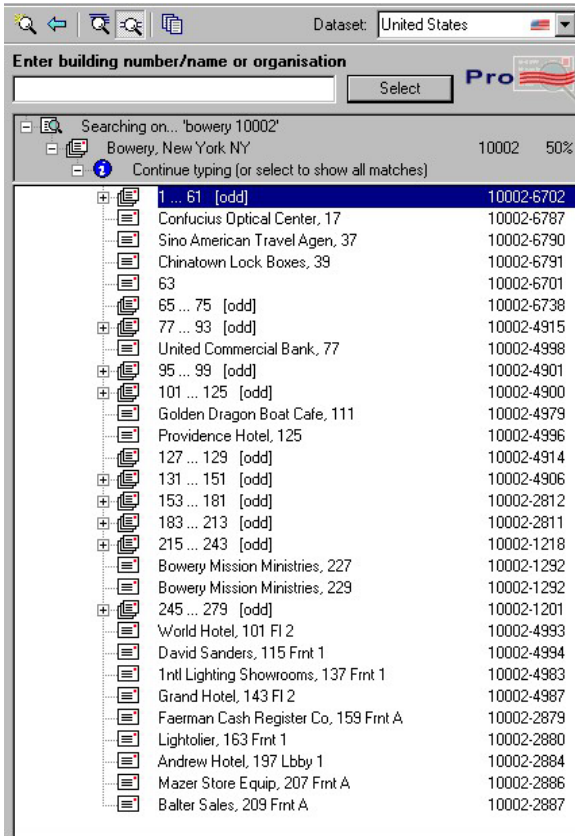 Dataset: United States
Enter building number/name or organisation
Select
Pro
Searching on... 'bowery 10002'
Bowery, New York NY 10002 50%
Continue typing (or select to show all matches)
1 ... 61 [odd] 10002-6702
Confucius Optical Center, 17 10002-6787
Sino American Travel Agen, 37 10002-6790
Chinatown Lock Boxes, 39 10002-6791
63 10002-6701
65 ... 75 [odd] 10002-6738
77 ... 93 [odd] 10002-4915
United Commercial Bank, 77 10002-4998
95 ... 99 [odd] 10002-4901
101 ... 125 [odd] 10002-4900
Golden Dragon Boat Cafe, 111 10002-4979
Providence Hotel, 125 10002-4996
127 ... 129 [odd] 10002-4914
131 ... 151 [odd] 10002-4906
153 ... 181 [odd] 10002-2812
183 ... 213 [odd] 10002-2811
215 ... 243 [odd] 10002-1218
Bowery Mission Ministries, 227 10002-1292
Bowery Mission Ministries, 229 10002-1292
245 ... 279 [odd] 10002-1201
World Hotel, 101 Fl 2 10002-4993
David Sanders, 115 Frnt 1 10002-4994
1ntl Lighting Showrooms, 137 Frnt 1 10002-4983
Grand Hotel, 143 Fl 2 10002-4987
Faerman Cash Register Co, 159 Frnt A 10002-2879
Lightolier, 163 Frnt 1 10002-2880
Andrew Hotel, 197 Lbby 1 10002-2884
Mazer Store Equip, 207 Frnt A 10002-2886
Balter Sales, 209 Frnt A 10002-2887